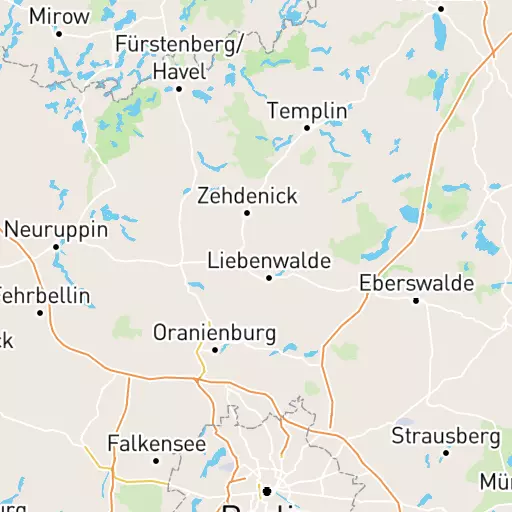 Mirow
Fürstenberg/
Havel
Templin
Zehdenick
Neuruppin
Liebenwalde
Eberswalde
Fehrbellin
Oranienburg
Strausberg
Falkensee